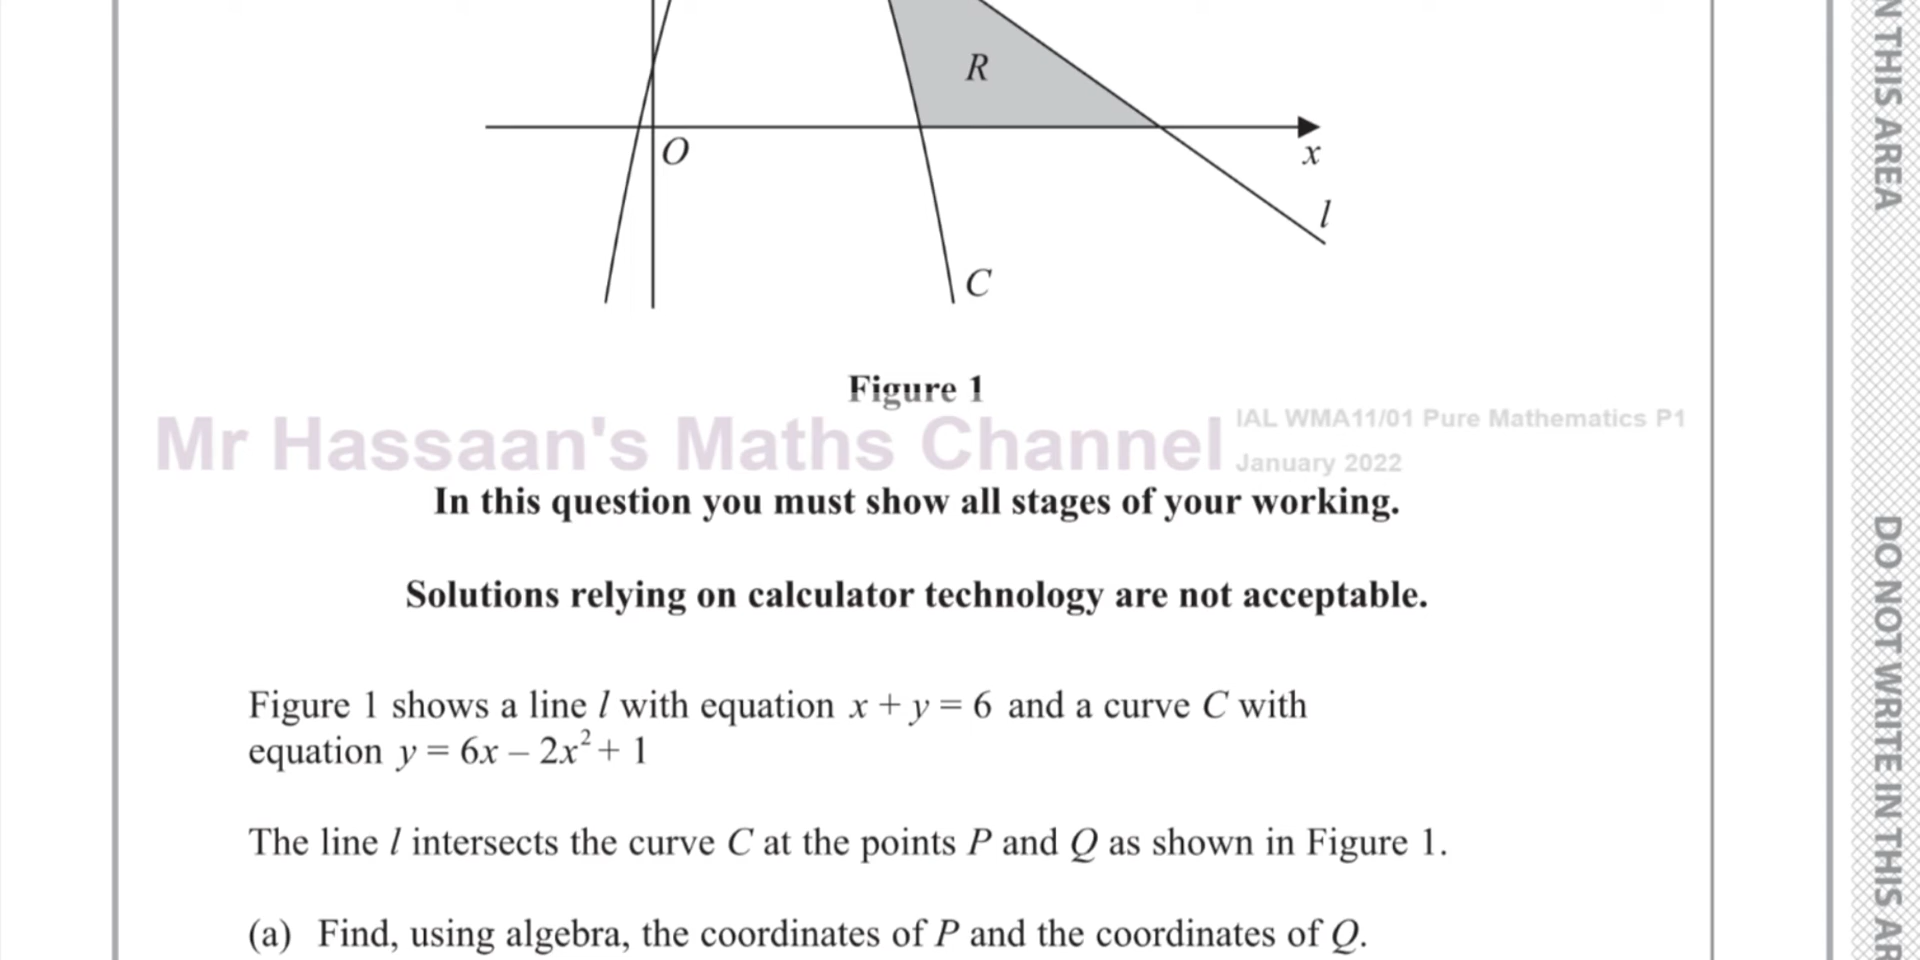 R
O
x
l
C
Figure 1
Mr Hassaan's Maths Channel
IAL WMA11/01 Pure Mathematics P1
January 2022
In this question you must show all stages of your working.
Solutions relying on calculator technology are not acceptable.
Figure 1 shows a line l with equation x + y = 6 and a curve C with
equation y = 6x – 2x² + 1
The line l intersects the curve C at the points P and Q as shown in Figure 1.
(a) Find, using algebra, the coordinates of P and the coordinates of Q.
N THIS AREA
DO NOT WRITE IN THIS AR